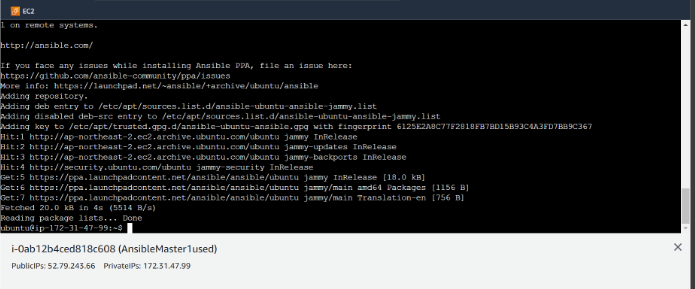 EC2
l on remote systems.
http://ansible.com/
If you face any issues while installing Ansible PPA, file an issue here:
https://github.com/ansible-community/ppa/issues
More info: https://launchpad.net/~ansible/+archive/ubuntu/ansible
Adding repository.
Adding deb entry to /etc/apt/sources.list.d/ansible-ubuntu-ansible-jammy.list
Adding disabled deb-src entry to /etc/apt/sources.list.d/ansible-ubuntu-ansible-jammy.list
Adding key to /etc/apt/trusted.gpg.d/ansible-ubuntu-ansible.gpg with fingerprint 6125E2A8C77F2818FB7BD15B93C4A3FD7BB9C367
Hit:1 http://ap-northeast-2.ec2.archive.ubuntu.com/ubuntu jammy InRelease
Hit:2 http://ap-northeast-2.ec2.archive.ubuntu.com/ubuntu jammy-updates InRelease
Hit:3 http://ap-northeast-2.ec2.archive.ubuntu.com/ubuntu jammy-backports InRelease
Hit:4 http://security.ubuntu.com/ubuntu jammy-security InRelease
Get:5 https://ppa.launchpadcontent.net/ansible/ansible/ubuntu jammy InRelease [18.0 kB]
Get:6 https://ppa.launchpadcontent.net/ansible/ansible/ubuntu jammy/main amd64 Packages [1156 B]
Get:7 https://ppa.launchpadcontent.net/ansible/ansible/ubuntu jammy/main Translation-en [756 B]
Fetched 20.0 kB in 4s (5514 B/s)
Reading package lists... Done
ubuntu@ip-172-31-47-99:~$
i-0ab12b4ced818c608 (AnsibleMaster1used)
PublicIPs: 52.79.243.66 PrivateIPs: 172.31.47.99